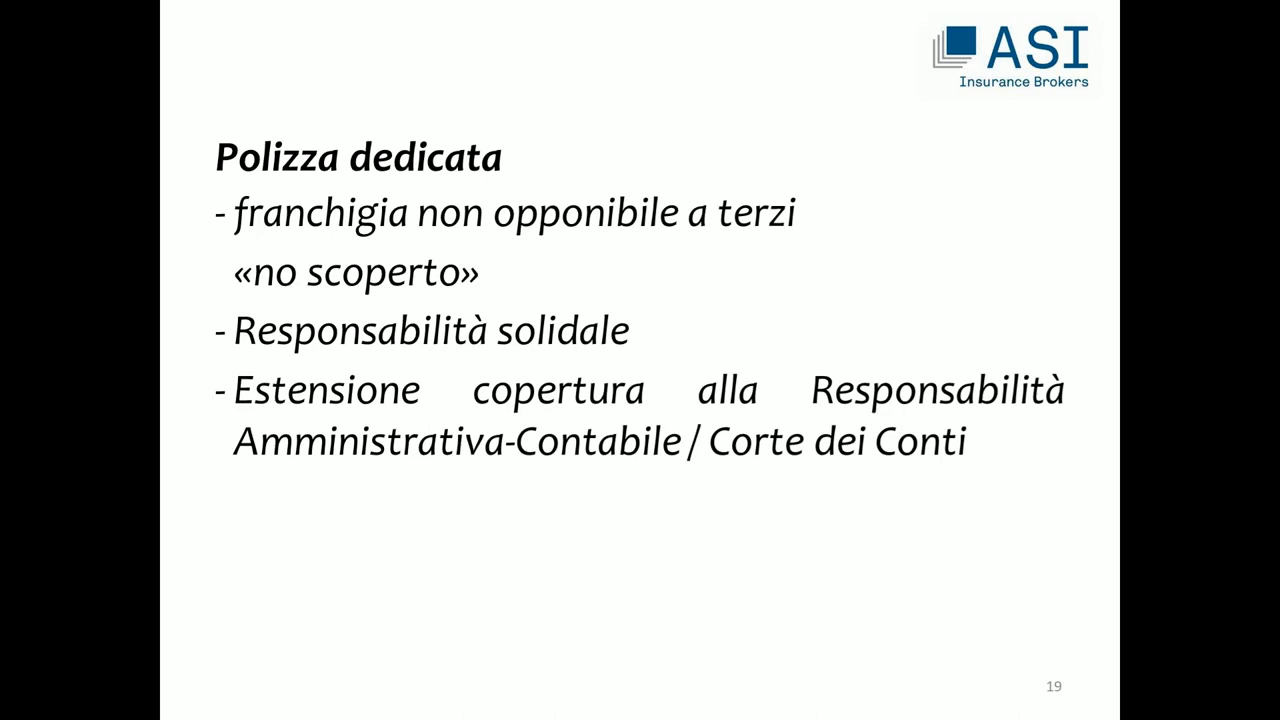 ASI
Insurance Brokers
Polizza dedicata
- franchigia non opponibile a terzi
«no scoperto»
- Responsabilità solidale
- Estensione copertura alla Responsabilità
Amministrativa-Contabile / Corte dei Conti
19